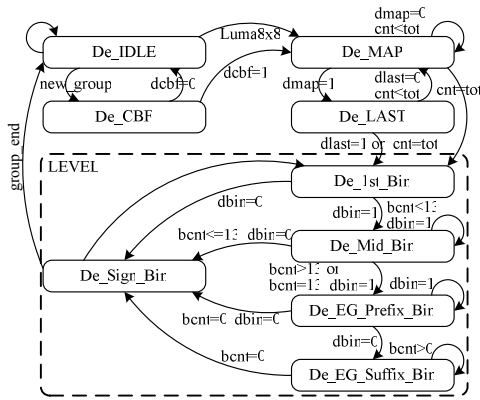 dmap=0
Luma8x8
cnt<tot
De_IDLE
De_MAP
new_group
dcbf=0
dcbf=1
dmap=1
dlast=0
cnt<tot
cnt=tot
De_CBF
De_LAST
group_end
dlast=1 or cnt=tot
LEVEL
De_1st_Bin
dbin=0
dbin=1
bcnt<13
dbin=1
bcnt<=13 dbin=0
De_Mid_Bin
De_Sign_Bin
bcnt>13 or
bcnt=13 dbin=1
dbin=1
De_EG_Prefix_Bin
bcnt=0 dbin=0
dbin=0
bcnt=0
bcnt>0
De_EG_Suffix_Bin